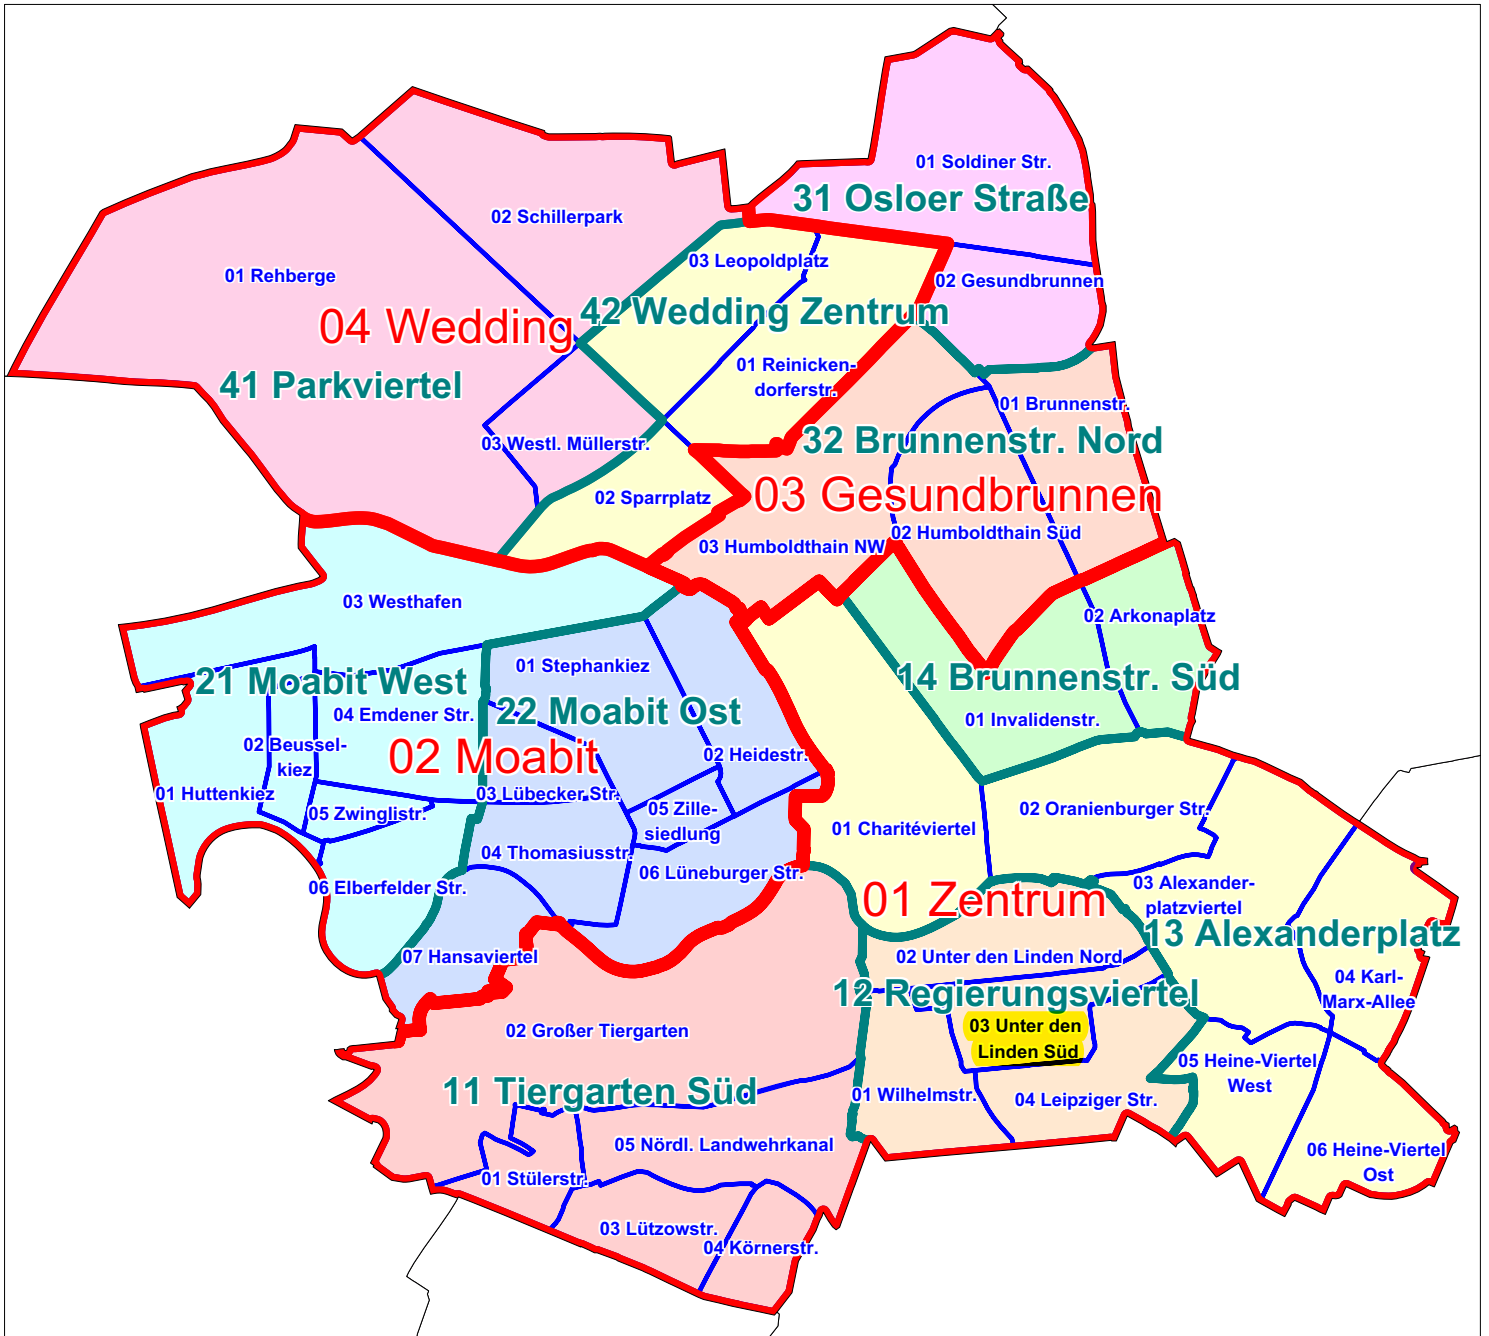 01 Soldiner Str.
31 Osloer Straße
02 Schillerpark
03 Leopoldplatz
01 Rehberge
02 Gesundbrunnen
04 Wedding
42 Wedding Zentrum
41 Parkviertel
01 Reinicken-
dorferstr.
01 Brunnenstr.
03 Westl. Müllerstr.
32 Brunnenstr. Nord
02 Sparrplatz
03 Gesundbrunnen
03 Humboldthain NW
02 Humboldthain Süd
03 Westhafen
02 Arkonaplatz
01 Stephankiez
21 Moabit West
14 Brunnenstr. Süd
04 Emdener Str.
22 Moabit Ost
01 Invalidenstr.
02 Beussel-
kiez
02 Moabit
02 Heidestr.
01 Huttenkiez
03 Lübecker Str.
05 Zwinglistr.
05 Zille-
siedlung
02 Oranienburger Str.
01 Charitéviertel
04 Thomasiusstr.
06 Lüneburger Str.
06 Elberfelder Str.
01 Zentrum
03 Alexander-
platzviertel
13 Alexanderplatz
07 Hansaviertel
02 Unter den Linden Nord
04 Karl-
Marx-Allee
12 Regierungsviertel
02 Großer Tiergarten
03 Unter den
Linden Süd
05 Heine-Viertel
West
11 Tiergarten Süd
01 Wilhelmstr.
04 Leipziger Str.
05 Nördl. Landwehrkanal
06 Heine-Viertel
Ost
01 Stülerstr.
03 Lützowstr.
04 Körnerstr.